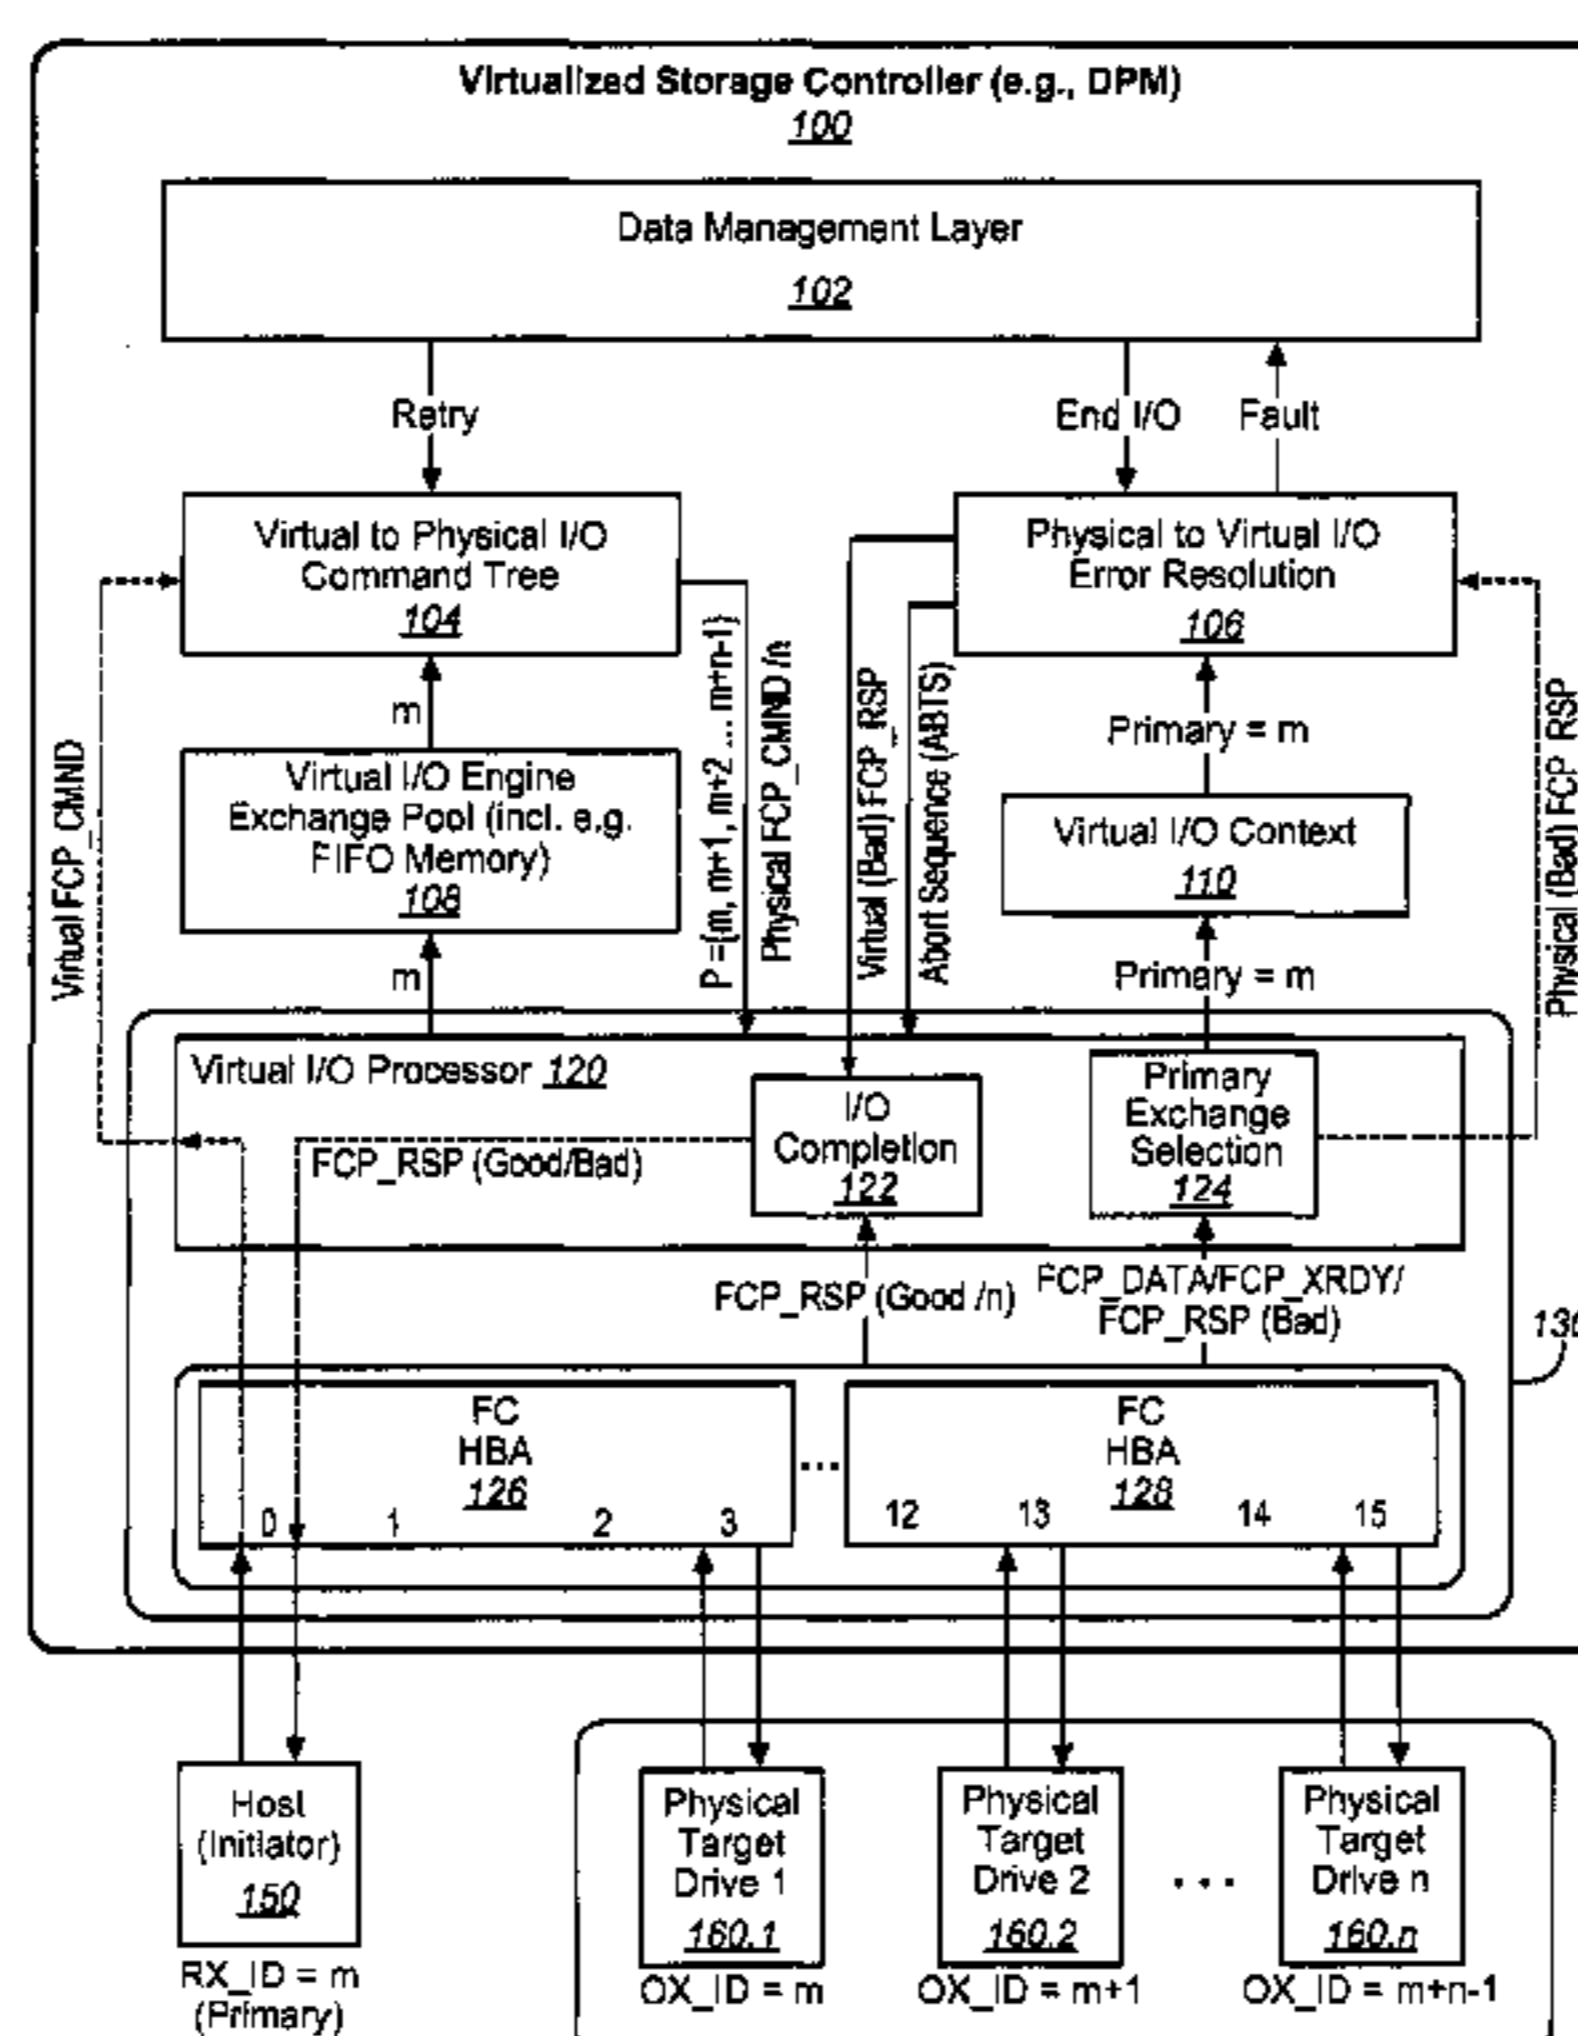 Virtualized Storage Controller (e.g., DPM)
100
Data Management Layer
102
Retry
End I/O
Fault
Virtual to Physical I/O
Command Tree
104
Physical to Virtual I/O
Error Resolution
106
m
Primary = m
Virtual FCP_CMND
P={m, m+1, m+2 ... m+n-1}
Physical FCP_CMND /n
Virtual (Bad) FCP_RSP
Abort Sequence (ABTS)
Physical (Bad) FCP_RSP
Virtual I/O Engine
Exchange Pool (incl. e.g.
FIFO Memory)
108
Virtual I/O Context
110
m
Primary = m
Virtual I/O Processor 120
I/O
Completion
122
Primary
Exchange
Selection
124
FCP_RSP (Good/Bad)
FCP_RSP (Good /n)
FCP_DATA/FCP_XRDY/
FCP_RSP (Bad)
FC
HBA
126
0 1 2 3
...
FC
HBA
128
12 13 14 15
Host
(Initiator)
150
RX_ID = m
(Primary)
Physical
Target
Drive 1
160.1
OX_ID = m
Physical
Target
Drive 2
160.2
OX_ID = m+1
...
Physical
Target
Drive n
160.n
OX_ID = m+n-1